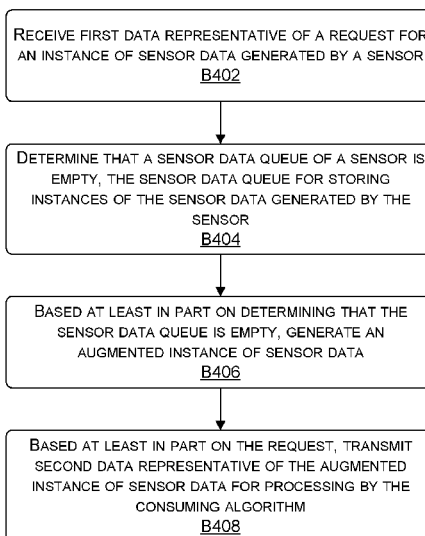 RECEIVE FIRST DATA REPRESENTATIVE OF A REQUEST FOR
AN INSTANCE OF SENSOR DATA GENERATED BY A SENSOR
B402
DETERMINE THAT A SENSOR DATA QUEUE OF A SENSOR IS
EMPTY, THE SENSOR DATA QUEUE FOR STORING
INSTANCES OF THE SENSOR DATA GENERATED BY THE
SENSOR
B404
BASED AT LEAST IN PART ON DETERMINING THAT THE
SENSOR DATA QUEUE IS EMPTY, GENERATE AN
AUGMENTED INSTANCE OF SENSOR DATA
B406
BASED AT LEAST IN PART ON THE REQUEST, TRANSMIT
SECOND DATA REPRESENTATIVE OF THE AUGMENTED
INSTANCE OF SENSOR DATA FOR PROCESSING BY THE
CONSUMING ALGORITHM
B408